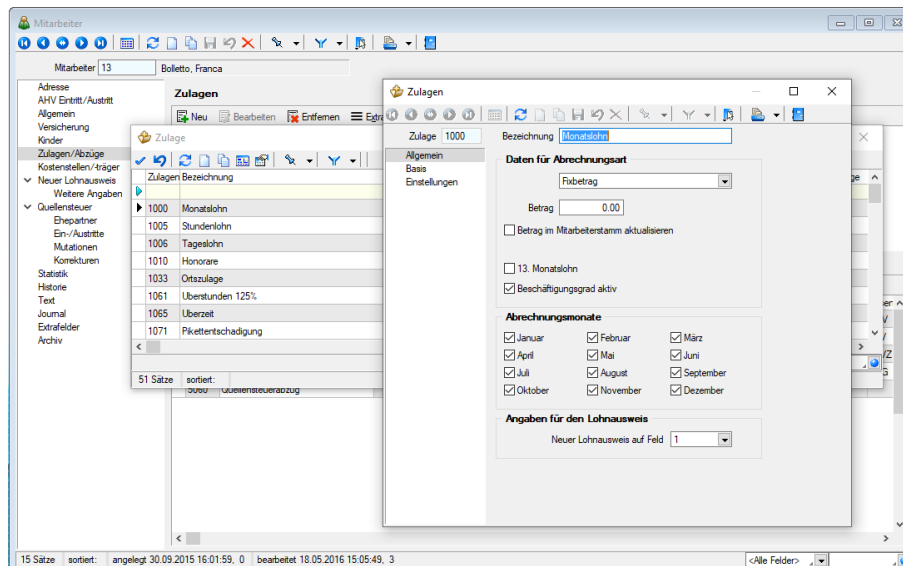 Mitarbeiter
Mitarbeiter 13 Bolletto, Franca
Adresse
AHV Eintritt/Austritt
Allgemein
Versicherung
Kinder
Zulagen/Abzüge
Kostenstellen/-träger
Neuer Lohnausweis
Weitere Angaben
Quellensteuer
Ehepartner
Ein-/Austritte
Mutationen
Korrekturen
Statistik
Historie
Text
Journal
Extrafelder
Archiv
Zulagen
Neu Bearbeiten Entfernen Extra
Zulage
Zulagen Bezeichnung
1000 Monatslohn
1005 Stundenlohn
1006 Tageslohn
1010 Honorare
1033 Ortszulage
1061 Uberstunden 125%
1065 Uberzeit
1071 Pikettentschadigung
51 Sätze sortiert:
5060 Quellensteuerabzug
Zulagen
Zulage 1000 Bezeichnung Monatslohn
Allgemein
Basis
Einstellungen
Daten für Abrechnungsart
Fixbetrag
Betrag 0.00
Betrag im Mitarbeiterstamm aktualisieren
13. Monatslohn
Beschäftigungsgrad aktiv
Abrechnungsmonate
Januar Februar März
April Mai Juni
Juli August September
Oktober November Dezember
Angaben für den Lohnausweis
Neuer Lohnausweis auf Feld 1
15 Sätze sortiert: angelegt 30.09.2015 16:01:59, 0 bearbeitet 18.05.2016 15:05:49, 3 <Alle Felder>